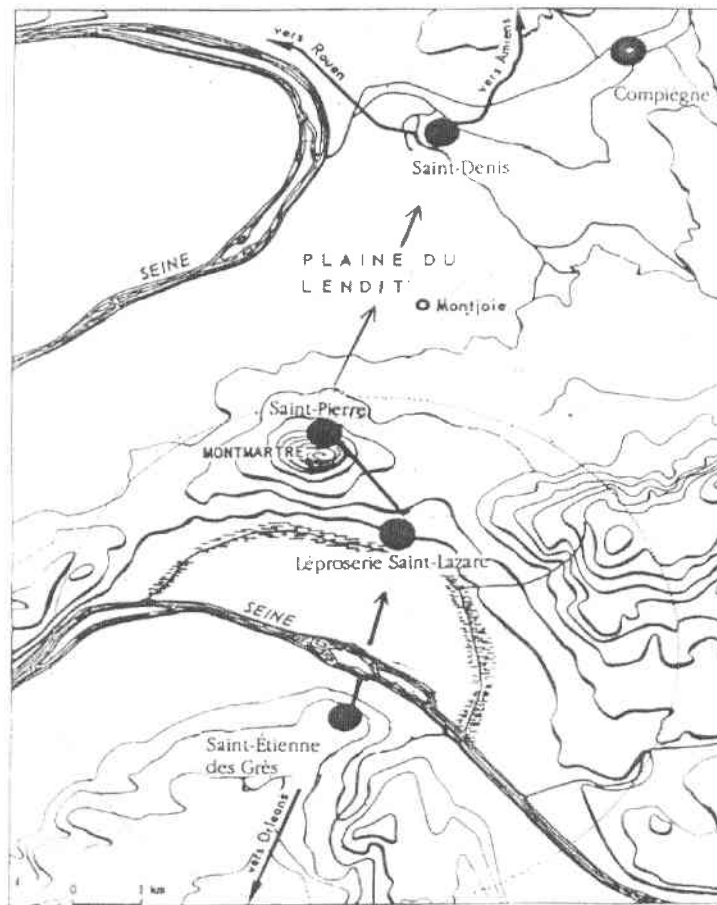 vers Rouen
vers Amiens
Compiegne
Saint-Denis
SEINE
PLAINE DU
LENDIT
Montjoie
Saint-Pierre
MONTMARTRE
Léproserie Saint-Lazare
SEINE
Saint-Étienne
des Grès
vers Orleans
0 1 km